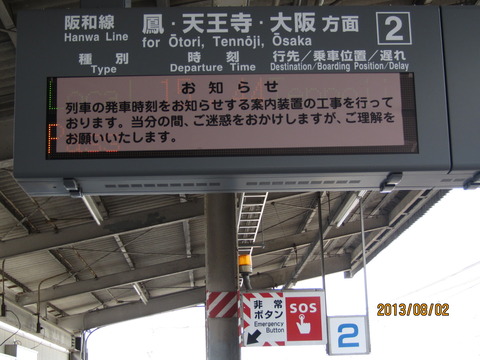 阪和線 鳳・天王寺・大阪 方面 2
Hanwa Line for Ōtori, Tennōji, Ōsaka
種別 時刻 行先/乗車位置/遅れ
Type Departure Time Destination/Boarding Position/Delay
お知らせ
列車の発車時刻をお知らせする案内装置の工事を行って
おります。当分の間、ご迷惑をおかけしますが、ご理解を
お願いいたします。
非常
ボタン
Emergency
Button
SOS
2
2013/08/02